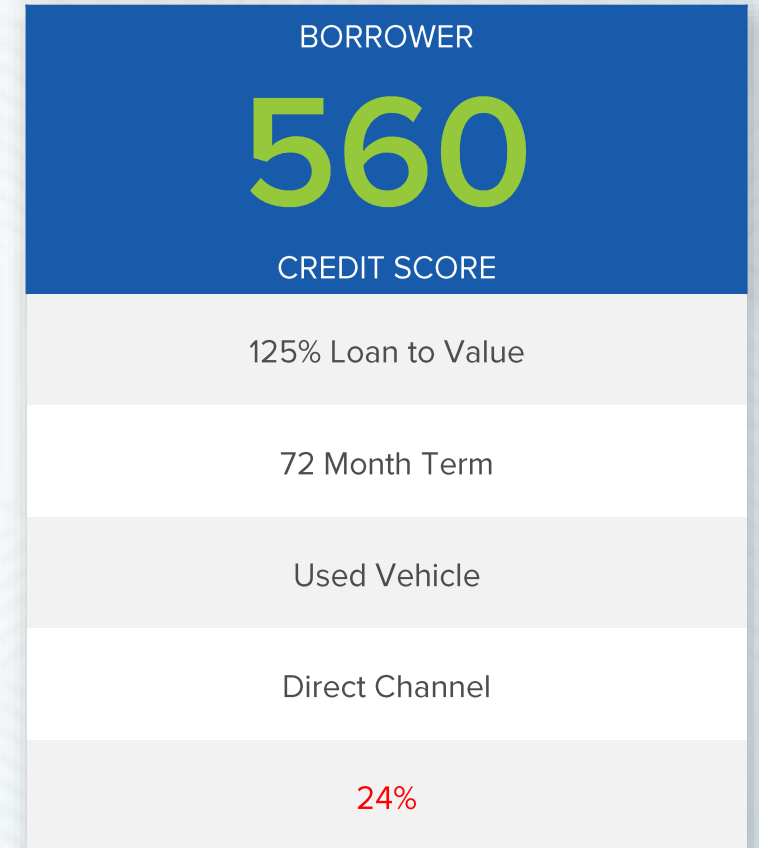 BORROWER
560
CREDIT SCORE
125% Loan to Value
72 Month Term
Used Vehicle
Direct Channel
24%